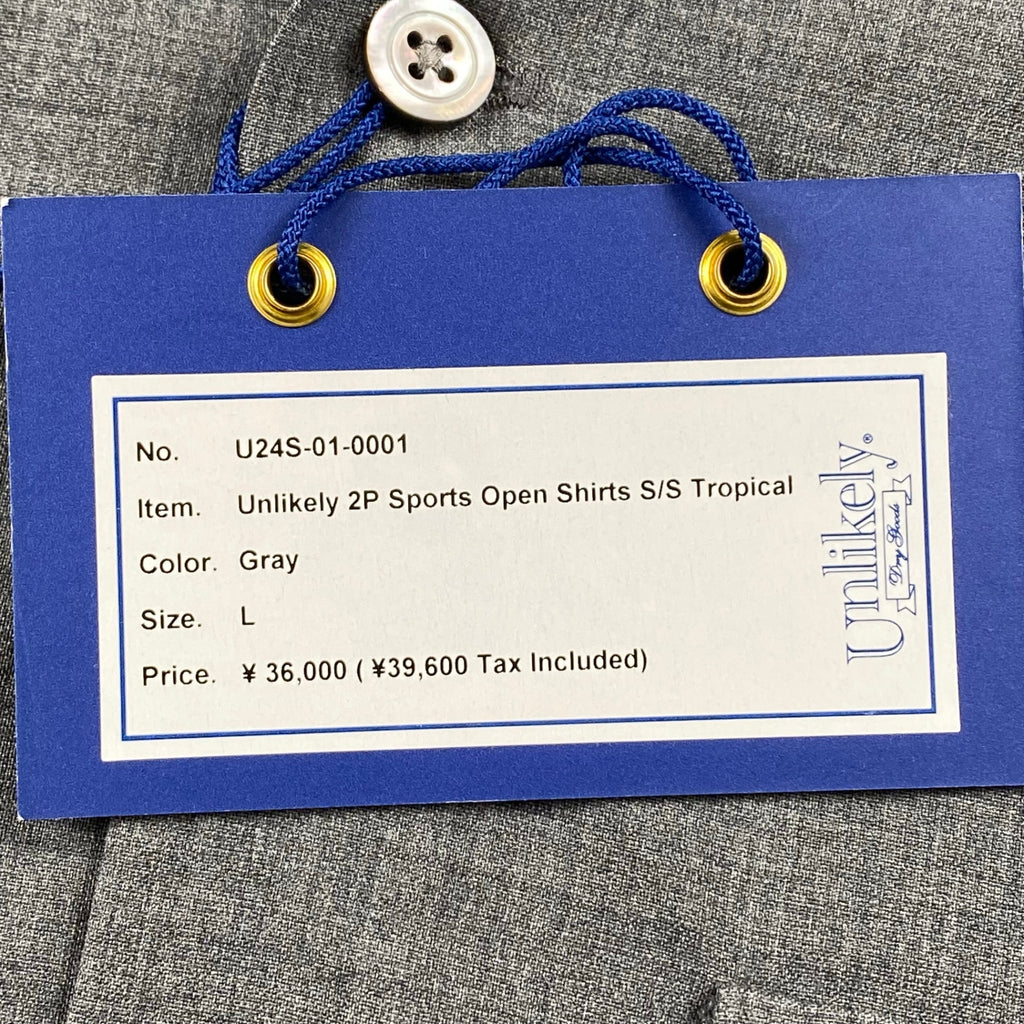 No. U24S-01-0001
Item. Unlikely 2P Sports Open Shirts S/S Tropical
Color. Gray
Size. L
Price. ¥ 36,000 ( ¥39,600 Tax Included)
Unlikely.®
Dry Goods